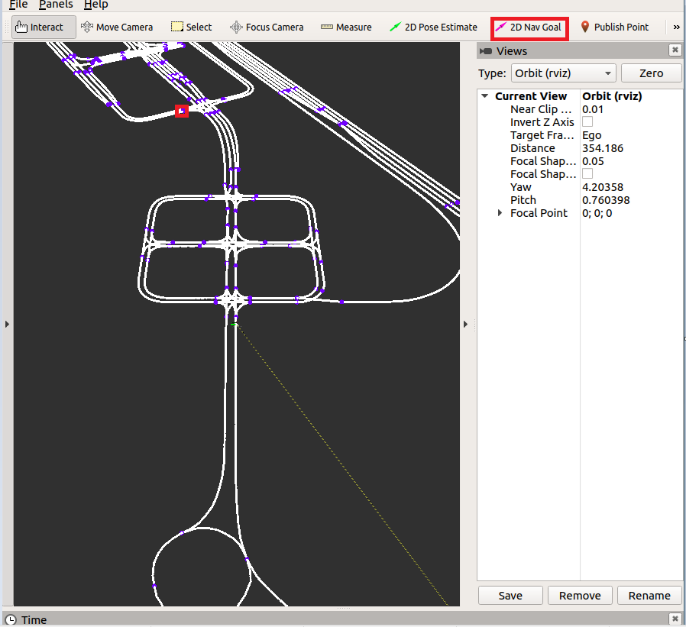 File Panels Help
Interact Move Camera Select Focus Camera Measure 2D Pose Estimate 2D Nav Goal Publish Point »
Views
Type: Orbit (rviz) Zero
Current View Orbit (rviz)
Near Clip ... 0.01
Invert Z Axis
Target Fra... Ego
Distance 354.186
Focal Shap... 0.05
Focal Shap...
Yaw 4.20358
Pitch 0.760398
Focal Point 0; 0; 0
Save Remove Rename
Time